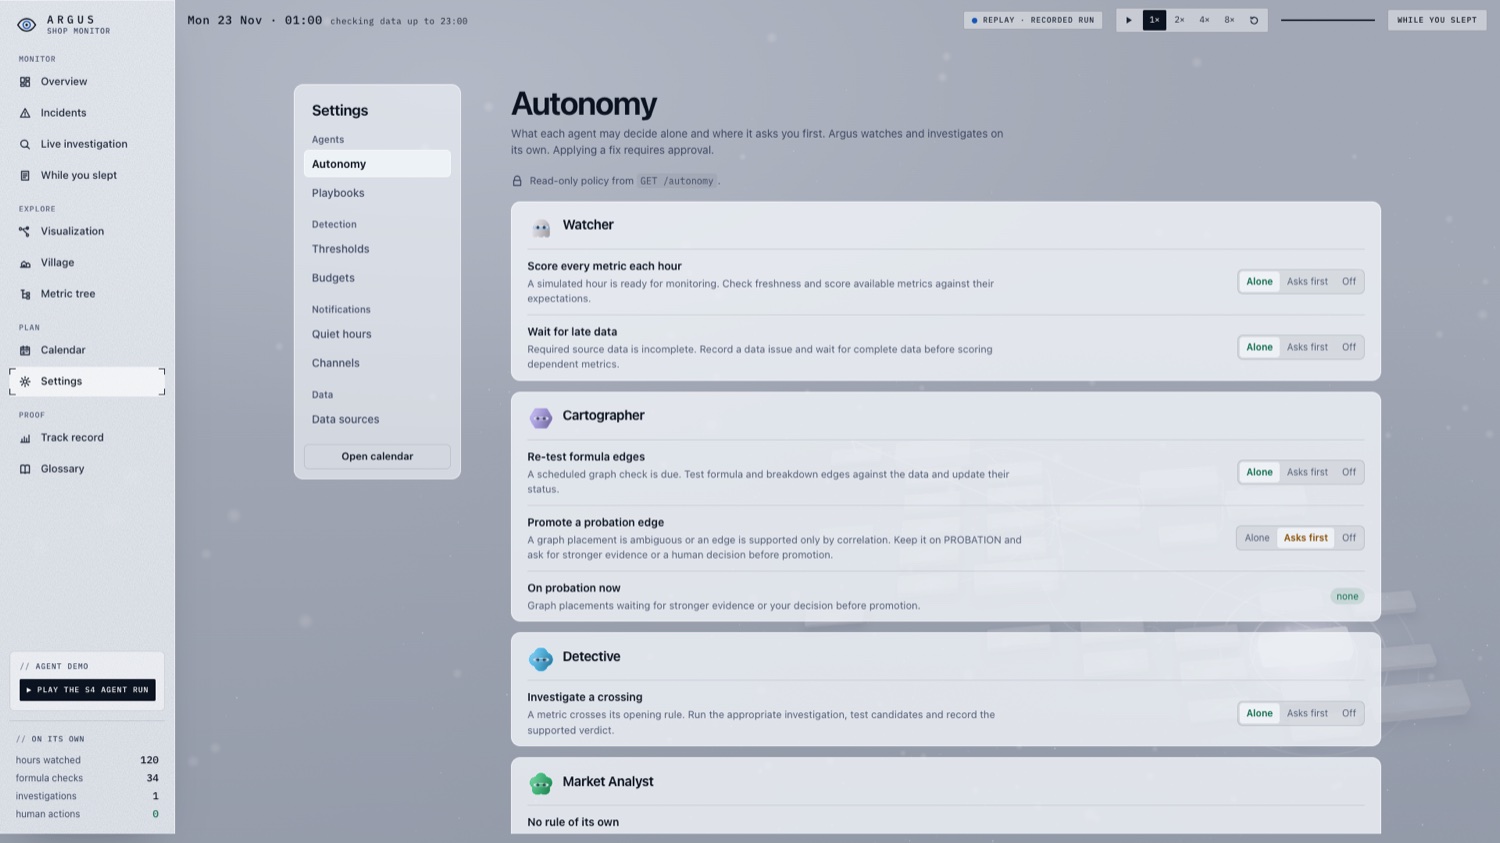 ARGUS
SHOP MONITOR
MONITOR
Overview
Incidents
Live investigation
While you slept
EXPLORE
Visualization
Village
Metric tree
PLAN
Calendar
Settings
PROOF
Track record
Glossary
// AGENT DEMO
▶ PLAY THE S4 AGENT RUN
// ON ITS OWN
hours watched 120
formula checks 34
investigations 1
human actions 0
Mon 23 Nov · 01:00 checking data up to 23:00
REPLAY · RECORDED RUN
1× 2× 4× 8×
WHILE YOU SLEPT
Settings
Agents
Autonomy
Playbooks
Detection
Thresholds
Budgets
Notifications
Quiet hours
Channels
Data
Data sources
Open calendar
Autonomy
What each agent may decide alone and where it asks you first. Argus watches and investigates on
its own. Applying a fix requires approval.
Read-only policy from GET /autonomy.
Watcher
Score every metric each hour
A simulated hour is ready for monitoring. Check freshness and score available metrics against their
expectations.
Alone Asks first Off
Wait for late data
Required source data is incomplete. Record a data issue and wait for complete data before scoring
dependent metrics.
Alone Asks first Off
Cartographer
Re-test formula edges
A scheduled graph check is due. Test formula and breakdown edges against the data and update their
status.
Alone Asks first Off
Promote a probation edge
A graph placement is ambiguous or an edge is supported only by correlation. Keep it on PROBATION and
ask for stronger evidence or a human decision before promotion.
Alone Asks first Off
On probation now
Graph placements waiting for stronger evidence or your decision before promotion.
none
Detective
Investigate a crossing
A metric crosses its opening rule. Run the appropriate investigation, test candidates and record the
supported verdict.
Alone Asks first Off
Market Analyst
No rule of its own